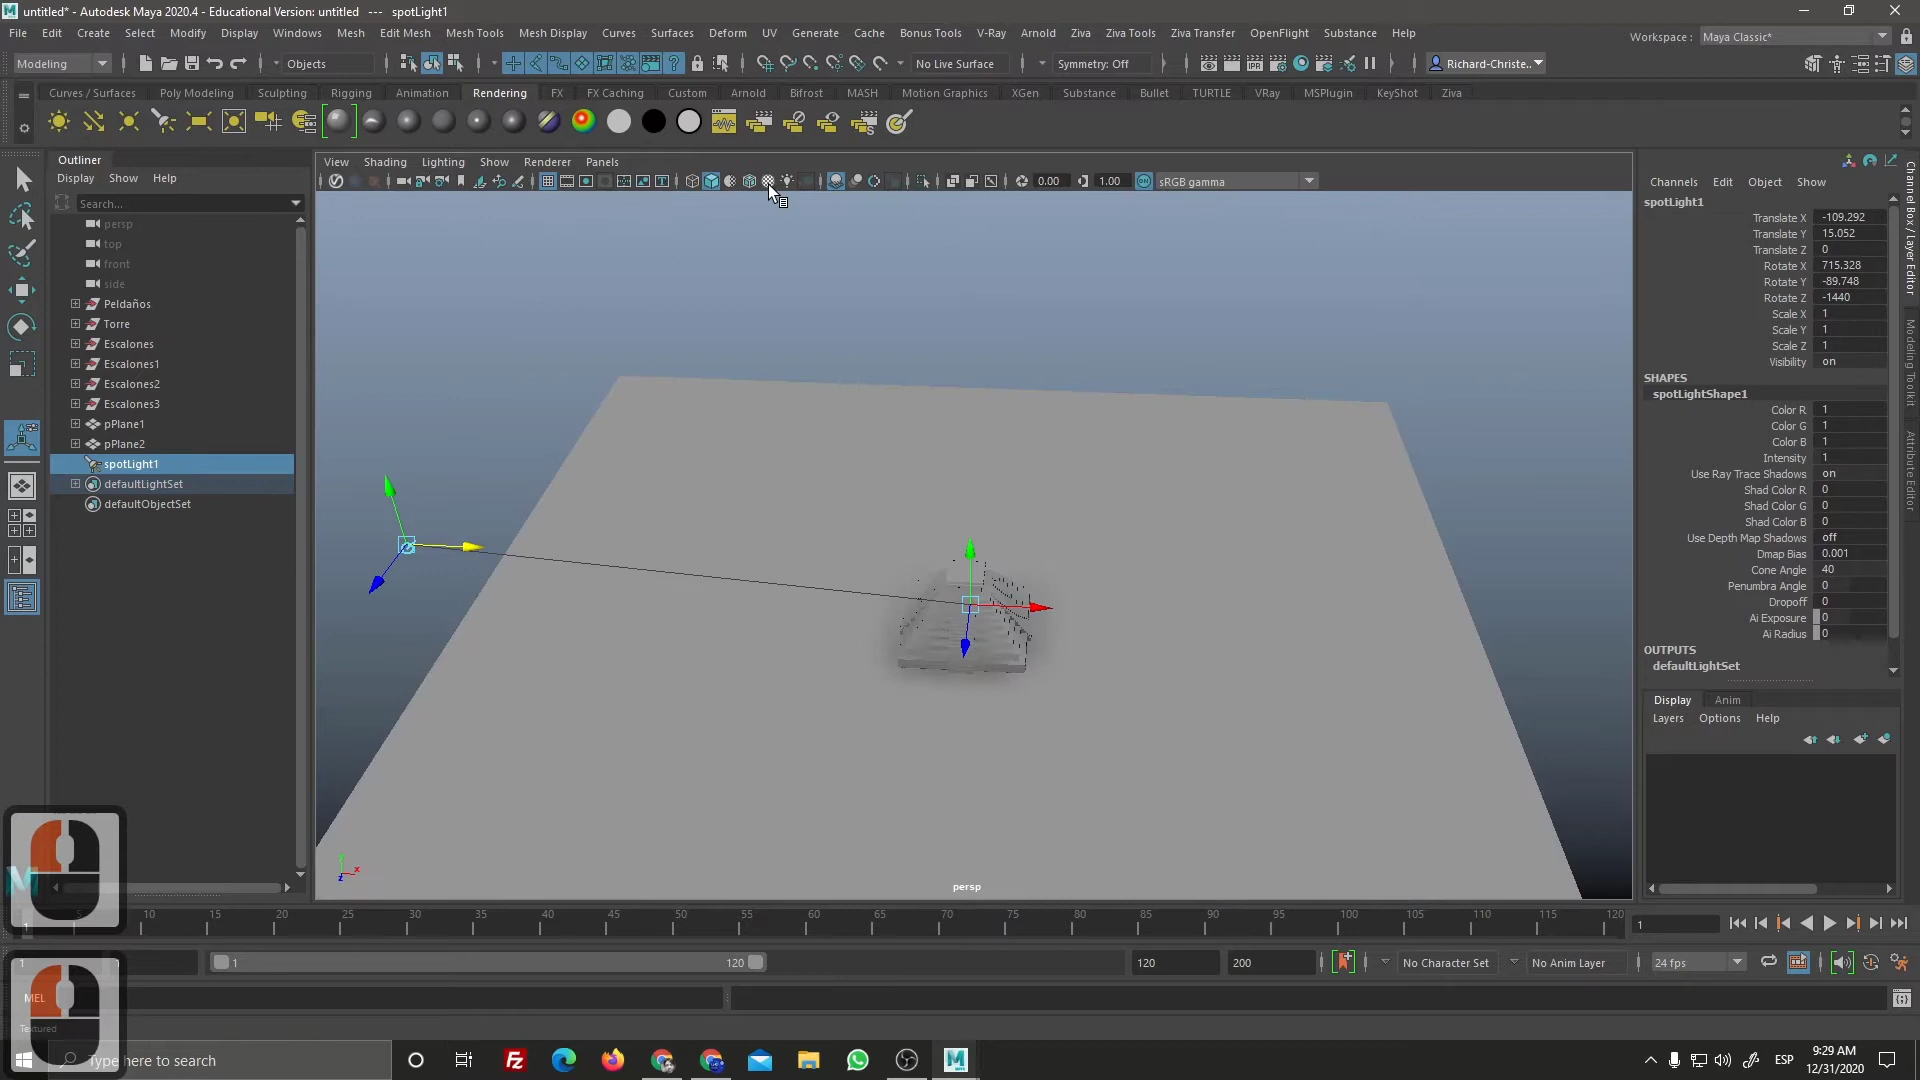 untitled* - Autodesk Maya 2020.4 - Educational Version: untitled   ---   spotLight1
File Edit Create Select Modify Display Windows Mesh Edit Mesh Mesh Tools Mesh Display Curves Surfaces Deform UV Generate Cache Bonus Tools V-Ray Arnold Ziva Ziva Tools Ziva Transfer OpenFlight Substance Help
Workspace : Maya Classic*
Modeling Objects No Live Surface Symmetry: Off Richard-Christe..
Curves / Surfaces Poly Modeling Sculpting Rigging Animation Rendering FX FX Caching Custom Arnold Bifrost MASH Motion Graphics XGen Substance Bullet TURTLE VRay MSPlugin KeyShot Ziva
Outliner
Display Show Help
Search...
persp
top
front
side
Peldaños
Torre
Escalones
Escalones1
Escalones2
Escalones3
pPlane1
pPlane2
spotLight1
defaultLightSet
defaultObjectSet
View Shading Lighting Show Renderer Panels
0.00 1.00 sRGB gamma
persp
Channels Edit Object Show
spotLight1
Translate X -109.292
Translate Y 15.052
Translate Z 0
Rotate X 715.328
Rotate Y -89.748
Rotate Z -1440
Scale X 1
Scale Y 1
Scale Z 1
Visibility on
SHAPES
spotLightShape1
Color R 1
Color G 1
Color B 1
Intensity 1
Use Ray Trace Shadows on
Shad Color R 0
Shad Color G 0
Shad Color B 0
Use Depth Map Shadows off
Dmap Bias 0.001
Cone Angle 40
Penumbra Angle 0
Dropoff 0
Ai Exposure 0
Ai Radius 0
OUTPUTS
defaultLightSet
Display Anim
Layers Options Help
Channel Box / Layer Editor
Modeling Toolkit
Attribute Editor
5 10 15 20 25 30 35 40 45 50 55 60 65 70 75 80 85 90 95 100 105 110 115 120
1
1
1 1 120 120 200 No Character Set No Anim Layer 24 fps
MEL
Textured
Type here to search
ESP
9:29 AM
12/31/2020